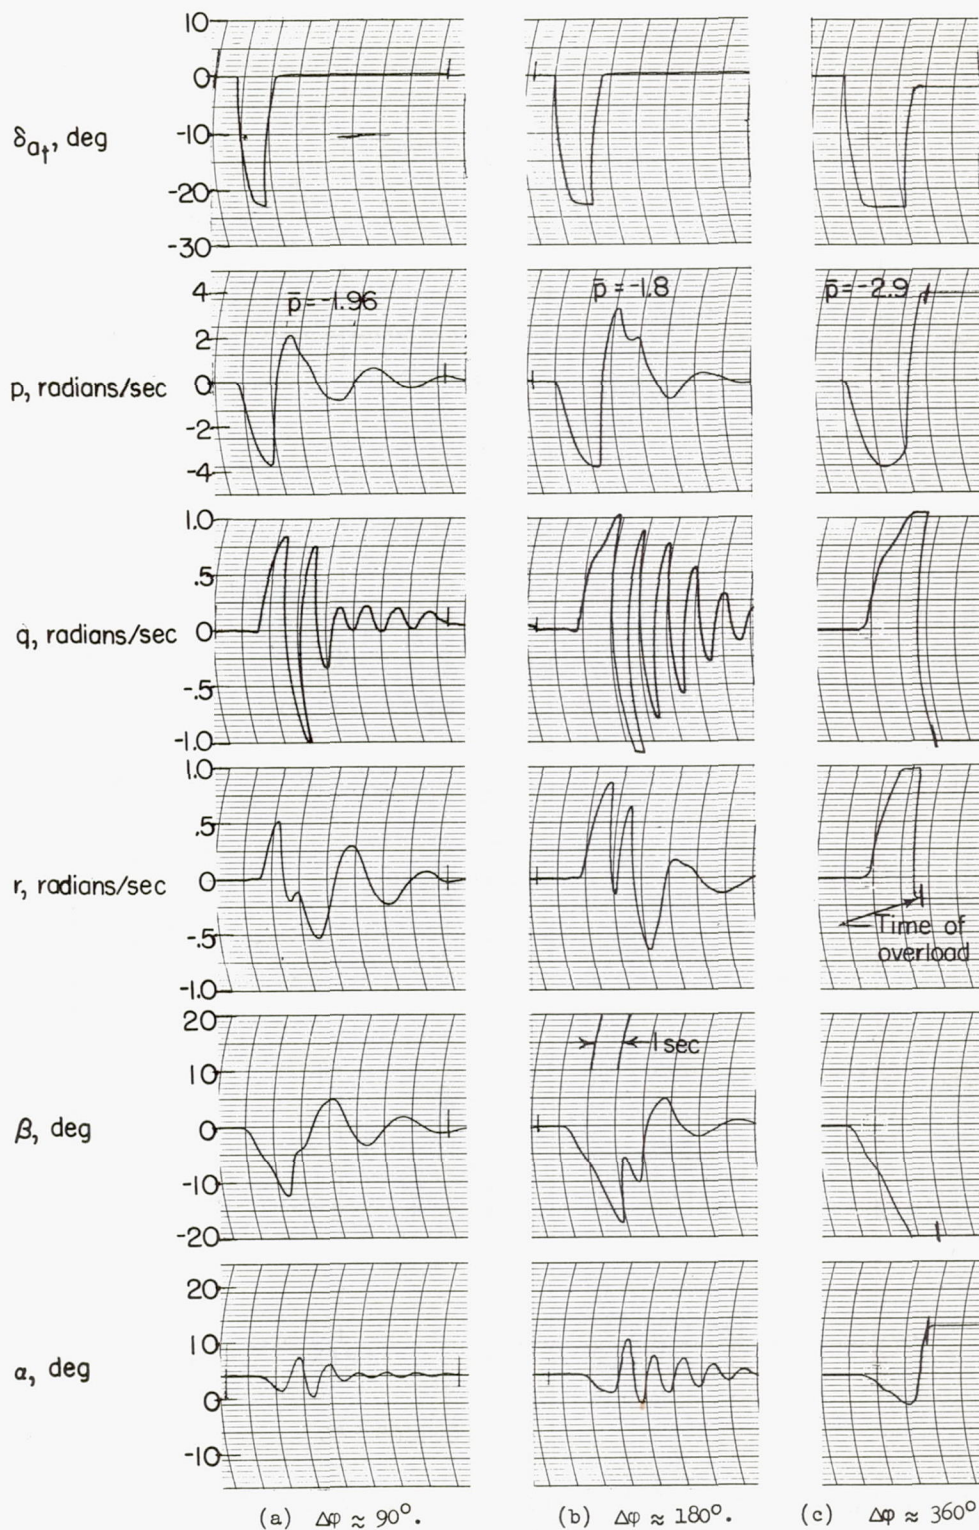 10
0
-10
-20
-30
δat, deg
4
2
0
-2
-4
p, radians/sec
p̄=-1.96
p̄=-1.8
p̄=-2.9
1.0
.5
0
-.5
-1.0
q, radians/sec
1.0
.5
0
-.5
-1.0
r, radians/sec
Time of
overload
20
10
0
-10
-20
β, deg
1 sec
20
10
0
-10
α, deg
(a) Δφ ≈ 90°.
(b) Δφ ≈ 180°.
(c) Δφ ≈ 360°